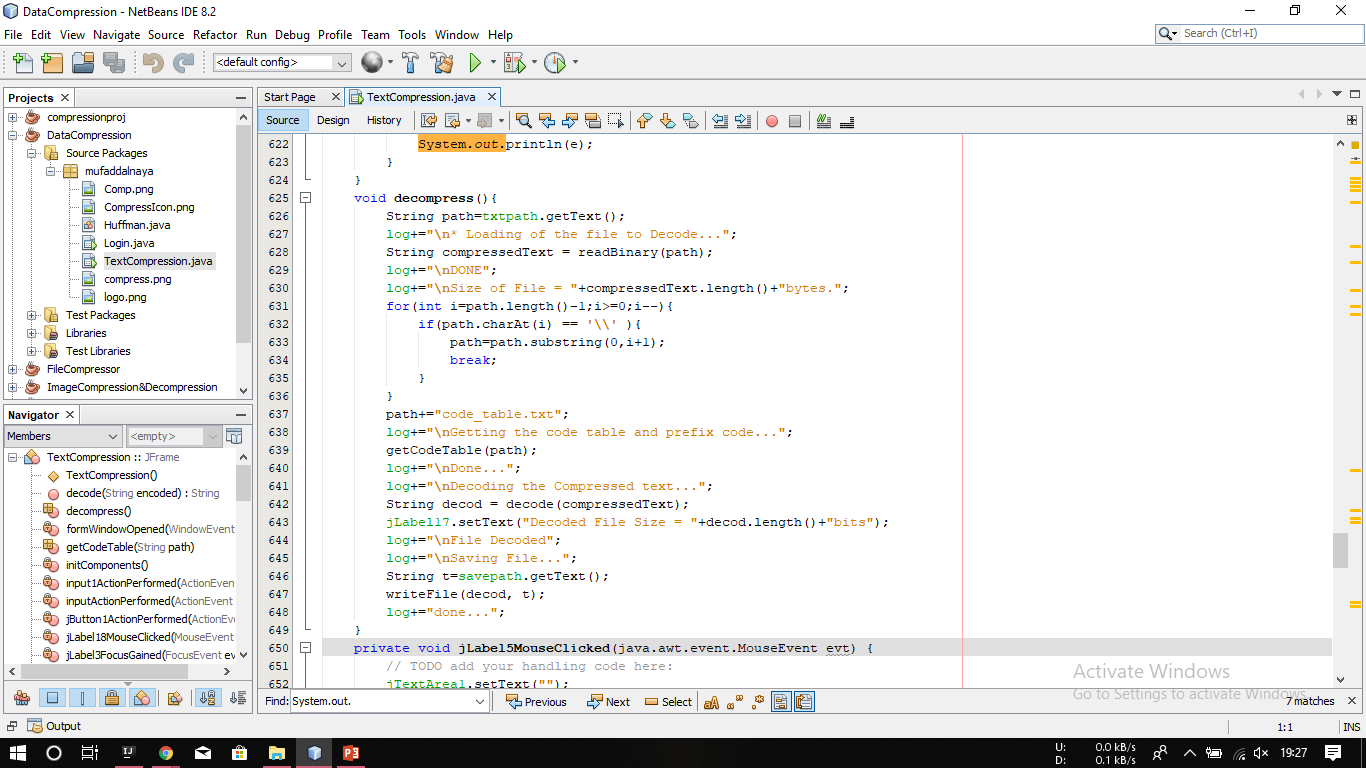 DataCompression - NetBeans IDE 8.2
File Edit View Navigate Source Refactor Run Debug Profile Team Tools Window Help
Search (Ctrl+I)
<default config>
Projects
compressionproj
DataCompression
Source Packages
mufaddalnaya
Comp.png
CompressIcon.png
Huffman.java
Login.java
TextCompression.java
compress.png
logo.png
Test Packages
Libraries
Test Libraries
FileCompressor
ImageCompression&Decompression
Navigator
Members
<empty>
TextCompression :: JFrame
TextCompression()
decode(String encoded) : String
decompress()
formWindowOpened(WindowEvent
getCodeTable(String path)
initComponents()
input1ActionPerformed(ActionEven
inputActionPerformed(ActionEvent
jButton1ActionPerformed(ActionEv
jLabel18MouseClicked(MouseEvent
jLabel3FocusGained(FocusEvent ev
Start Page
TextCompression.java
Source Design History
622 System.out.println(e);
623 }
624 }
625 void decompress(){
626 String path=txtpath.getText();
627 log+="\n* Loading of the file to Decode...";
628 String compressedText = readBinary(path);
629 log+="\nDONE";
630 log+="\nSize of File = "+compressedText.length()+"bytes.";
631 for(int i=path.length()-1;i>=0;i--){
632 if(path.charAt(i) == '\\' ){
633 path=path.substring(0,i+1);
634 break;
635 }
636 }
637 path+="code_table.txt";
638 log+="\nGetting the code table and prefix code...";
639 getCodeTable(path);
640 log+="\nDone...";
641 log+="\nDecoding the Compressed text...";
642 String decod = decode(compressedText);
643 jLabel17.setText("Decoded File Size = "+decod.length()+"bits");
644 log+="\nFile Decoded";
645 log+="\nSaving File...";
646 String t=savepath.getText();
647 writeFile(decod, t);
648 log+="done...";
649 }
650 private void jLabel5MouseClicked(java.awt.event.MouseEvent evt) {
651 // TODO add your handling code here:
652 jTextArea1.setText("");
Activate Windows
Go to Settings to activate Windows.
Find: System.out. Previous Next Select 7 matches
Output
1:1 INS
U: 0.0 kB/s
D: 0.1 kB/s
19:27